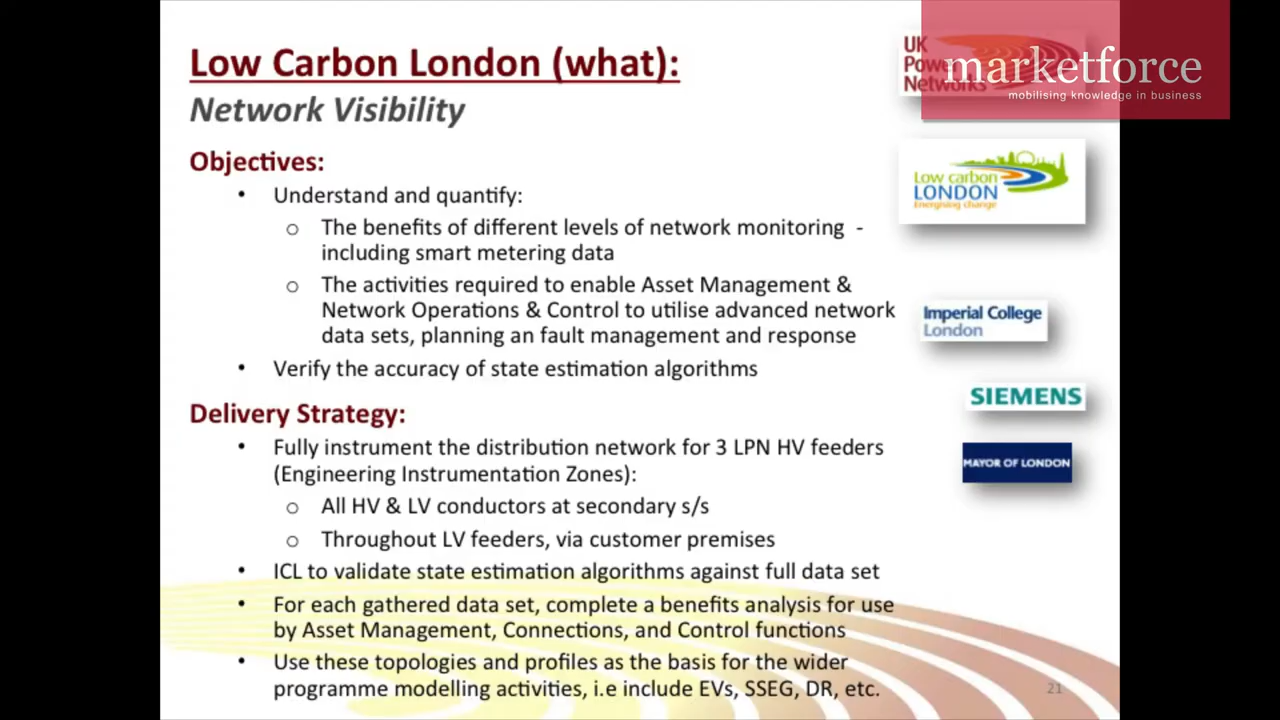 Low Carbon London (what):
Network Visibility
Objectives:
• Understand and quantify:
o The benefits of different levels of network monitoring -
including smart metering data
o The activities required to enable Asset Management &
Network Operations & Control to utilise advanced network
data sets, planning an fault management and response
• Verify the accuracy of state estimation algorithms
Delivery Strategy:
• Fully instrument the distribution network for 3 LPN HV feeders
(Engineering Instrumentation Zones):
o All HV & LV conductors at secondary s/s
o Throughout LV feeders, via customer premises
• ICL to validate state estimation algorithms against full data set
• For each gathered data set, complete a benefits analysis for use
by Asset Management, Connections, and Control functions
• Use these topologies and profiles as the basis for the wider
programme modelling activities, i.e include EVs, SSEG, DR, etc.
UK
Power
Networks
marketforce
mobilising knowledge in business
Low carbon
LONDON
Energising change
Imperial College
London
SIEMENS
MAYOR OF LONDON
21